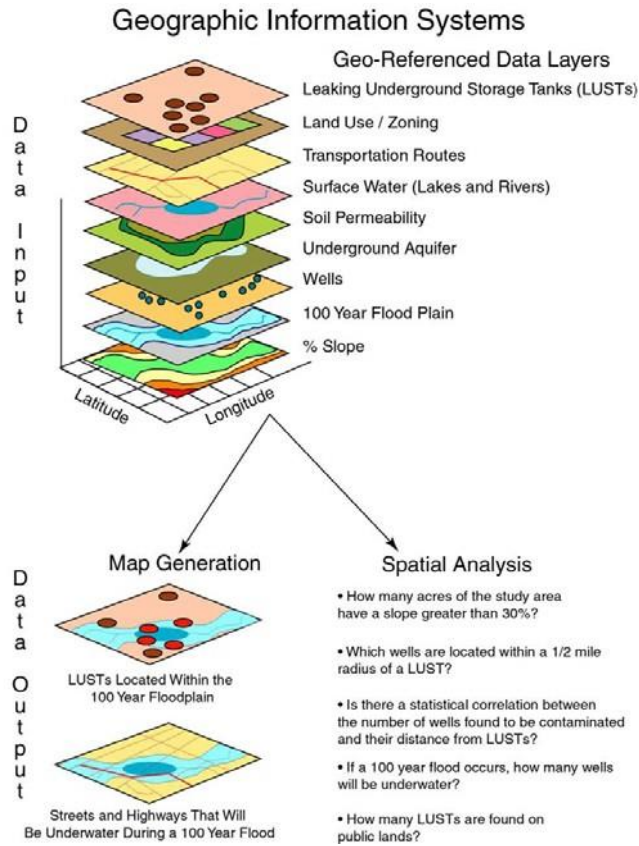 Geographic Information Systems
Geo-Referenced Data Layers
Data Input
Leaking Underground Storage Tanks (LUSTs)
Land Use / Zoning
Transportation Routes
Surface Water (Lakes and Rivers)
Soil Permeability
Underground Aquifer
Wells
100 Year Flood Plain
% Slope
Latitude
Longitude
Data Output
Map Generation
LUSTs Located Within the
100 Year Floodplain
Streets and Highways That Will
Be Underwater During a 100 Year Flood
Spatial Analysis
• How many acres of the study area
have a slope greater than 30%?
• Which wells are located within a 1/2 mile
radius of a LUST?
• Is there a statistical correlation between
the number of wells found to be contaminated
and their distance from LUSTs?
• If a 100 year flood occurs, how many wells
will be underwater?
• How many LUSTs are found on
public lands?